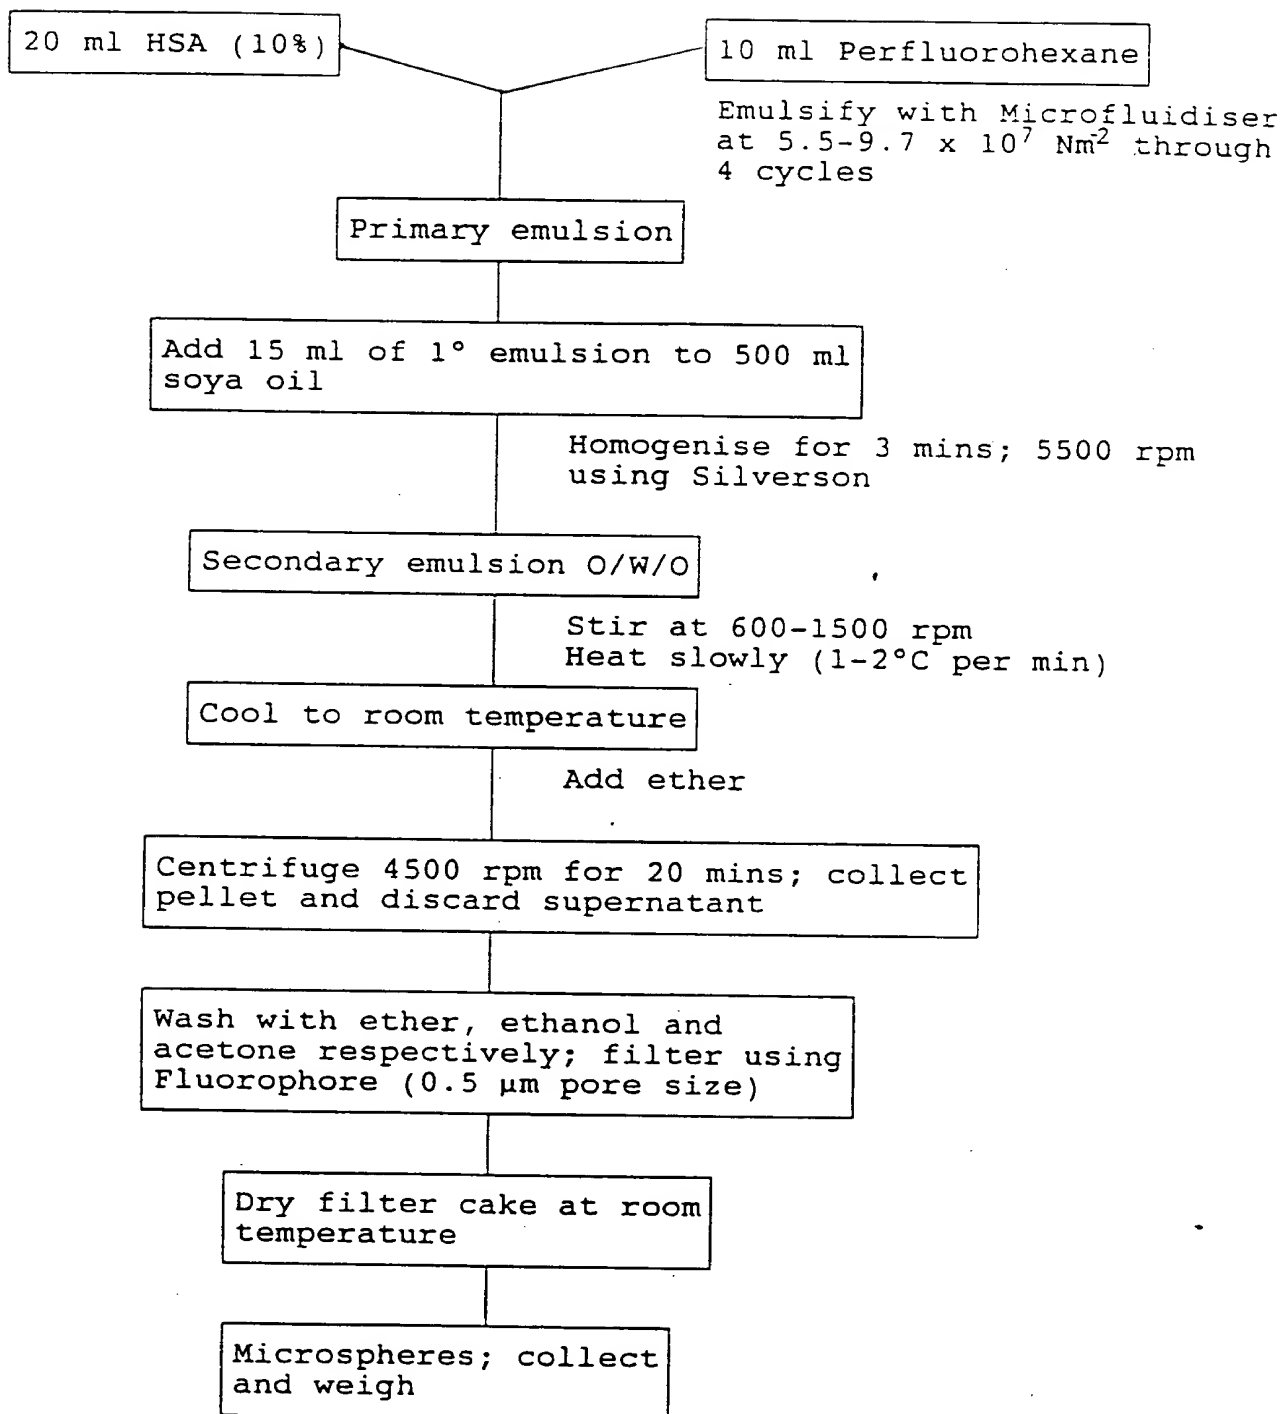 20 ml HSA (10%)
10 ml Perfluorohexane
Emulsify with Microfluidiser
at 5.5-9.7 x 10⁷ Nm⁻² through
4 cycles
Primary emulsion
Add 15 ml of 1° emulsion to 500 ml
soya oil
Homogenise for 3 mins; 5500 rpm
using Silverson
Secondary emulsion O/W/O
Stir at 600-1500 rpm
Heat slowly (1-2°C per min)
Cool to room temperature
Add ether
Centrifuge 4500 rpm for 20 mins; collect
pellet and discard supernatant
Wash with ether, ethanol and
acetone respectively; filter using
Fluorophore (0.5 µm pore size)
Dry filter cake at room
temperature
Microspheres; collect
and weigh